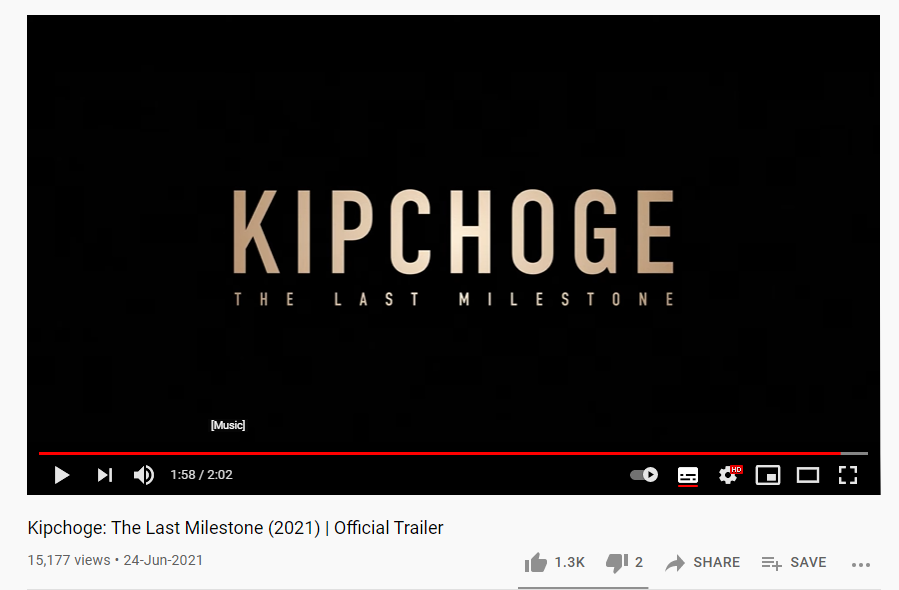 KIPCHOGE
THE LAST MILESTONE
[Music]
1:58 / 2:02
HD
Kipchoge: The Last Milestone (2021) | Official Trailer
15,177 views • 24-Jun-2021
1.3K 2 SHARE SAVE